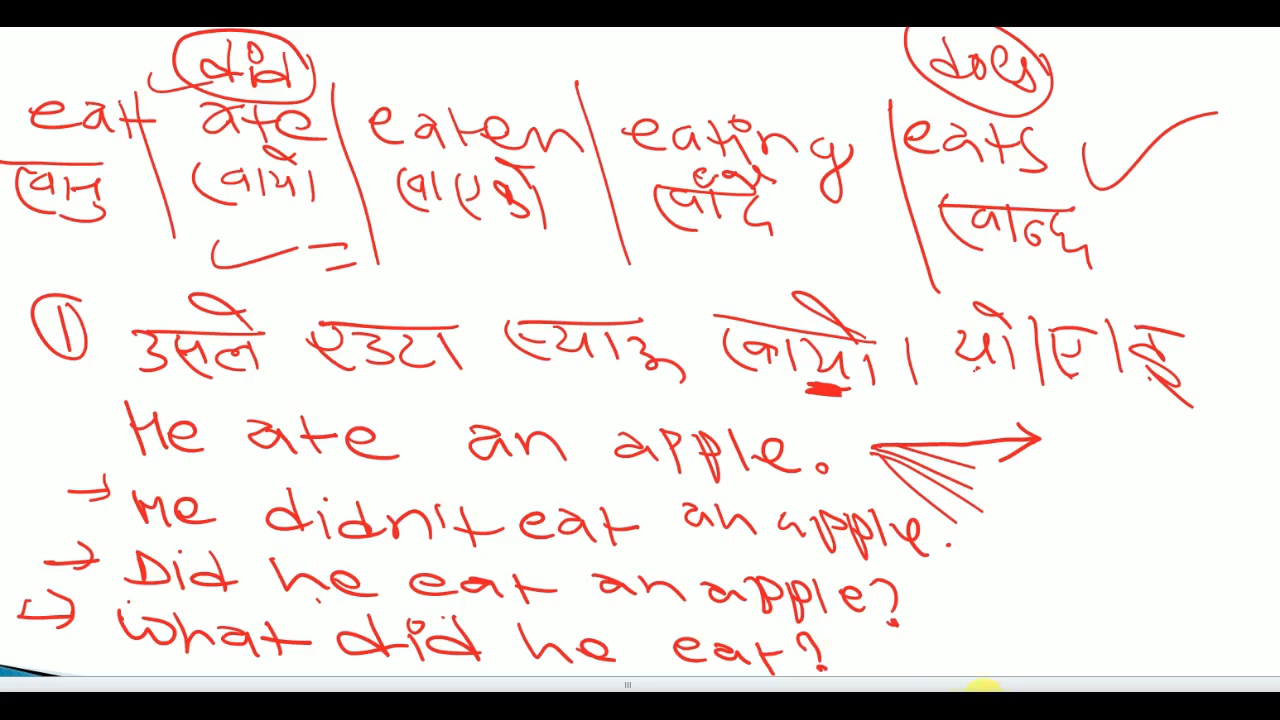 did does
eat ate | eaten | eating | eats
खानु खायो खाएको खाँदै खान्छ
① उसले एउटा स्याऊ खायो। यो|ए|इ
He ate an apple.
→ He didn't eat an apple.
→ Did he eat an apple?
→ What did he eat?